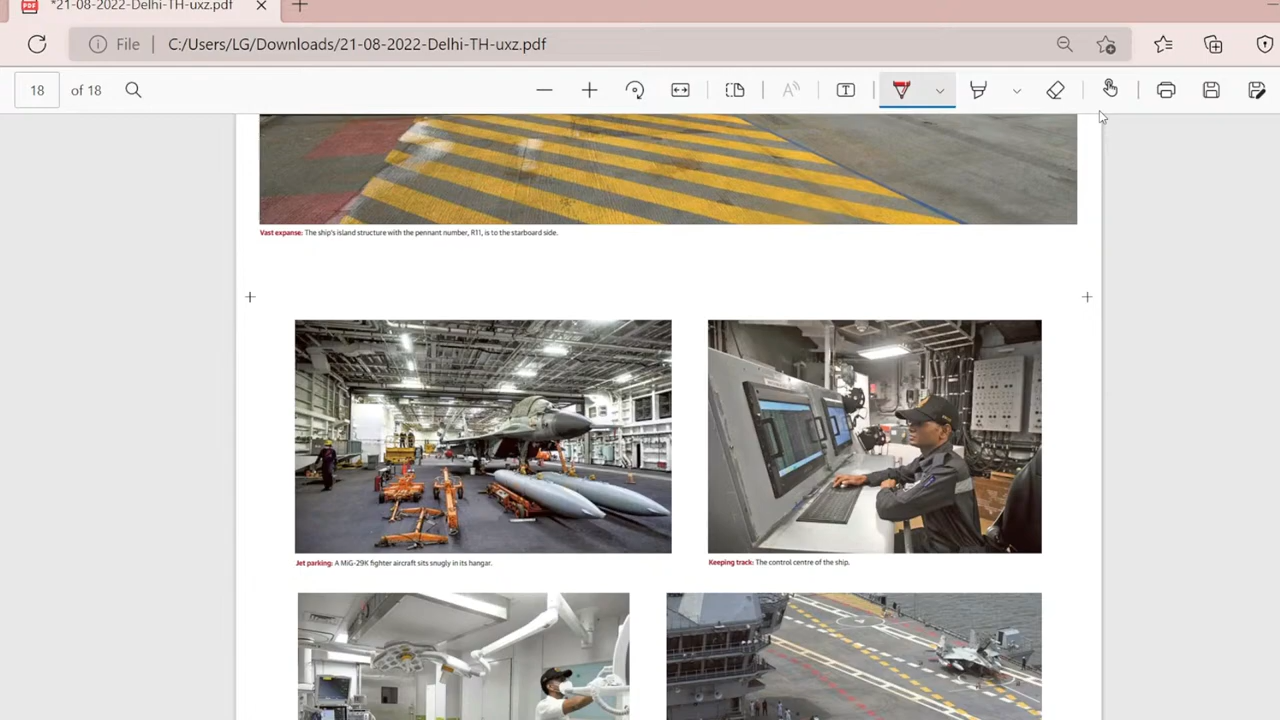 *21-08-2022-Delhi-TH-uxz.pdf
File
C:/Users/LG/Downloads/21-08-2022-Delhi-TH-uxz.pdf
18 of 18
Vast expanse: The ship's island structure with the pennant number, R11, is to the starboard side.
Jet parking: A MiG-29K fighter aircraft sits snugly in its hangar.
Keeping track: The control centre of the ship.